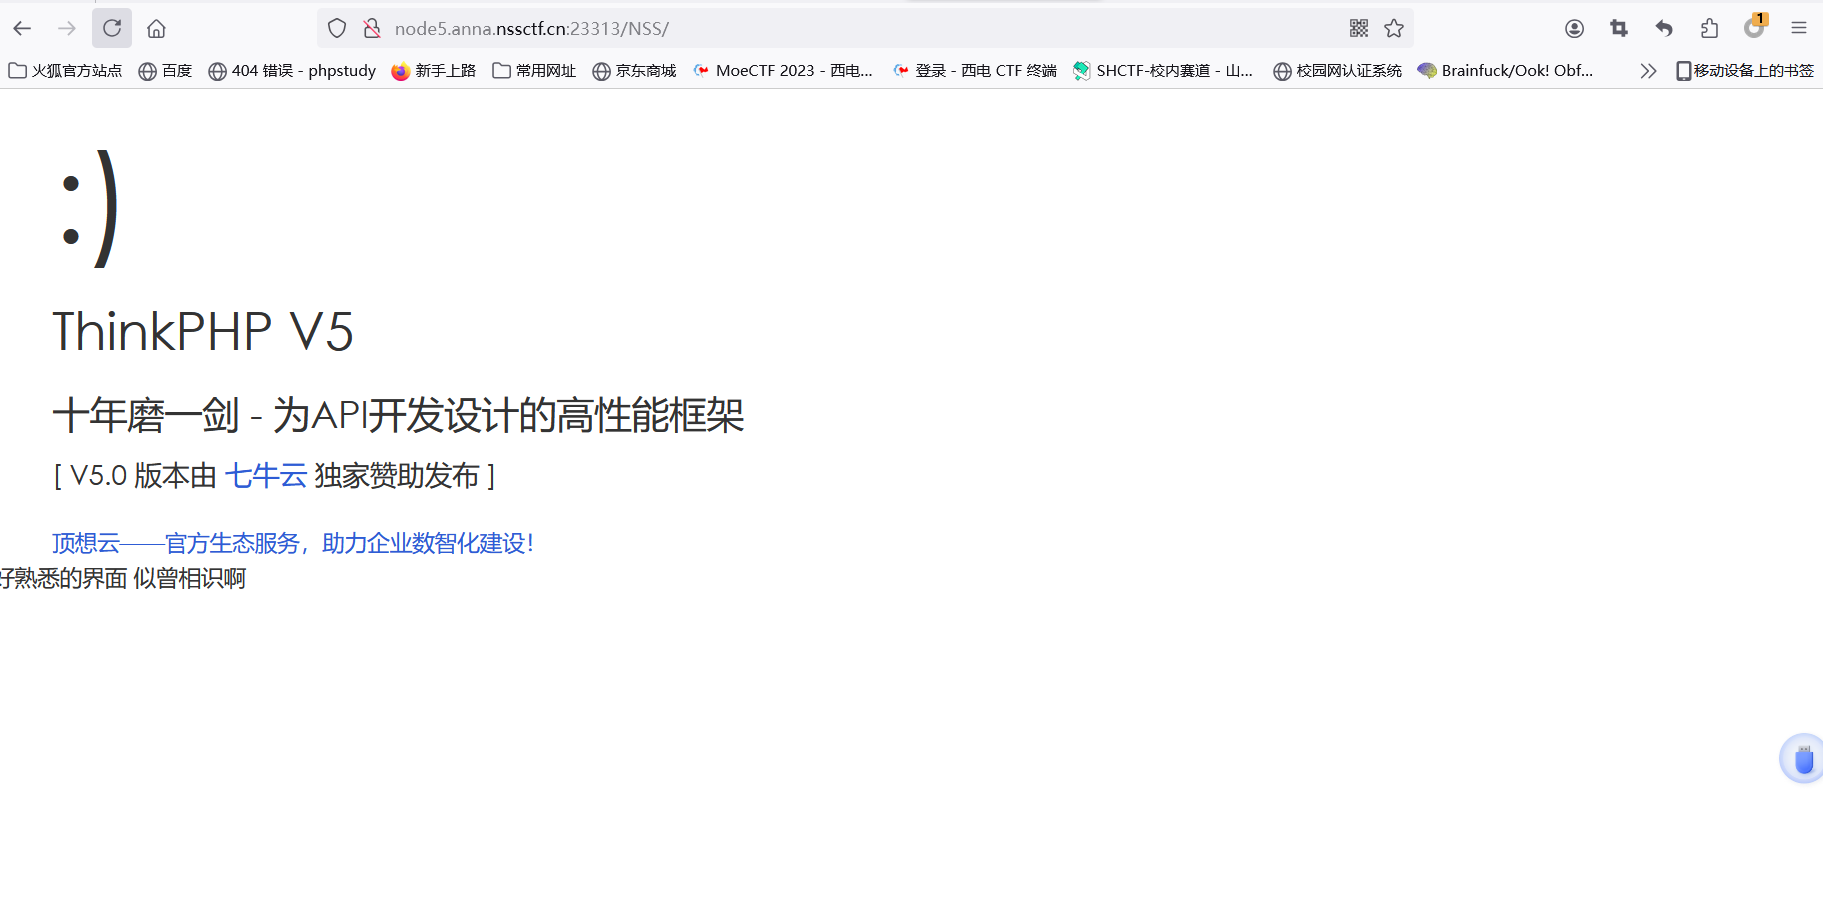 node5.anna.nssctf.cn:23313/NSS/
1
火狐官方站点 百度 404 错误 - phpstudy 新手上路 常用网址 京东商城 MoeCTF 2023 - 西电... 登录 - 西电 CTF 终端 SHCTF-校内赛道 - 山... 校园网认证系统 Brainfuck/Ook! Obf... 移动设备上的书签
:)
ThinkPHP V5
十年磨一剑 - 为API开发设计的高性能框架
[ V5.0 版本由 七牛云 独家赞助发布 ]
顶想云——官方生态服务，助力企业数智化建设！
好熟悉的界面 似曾相识啊